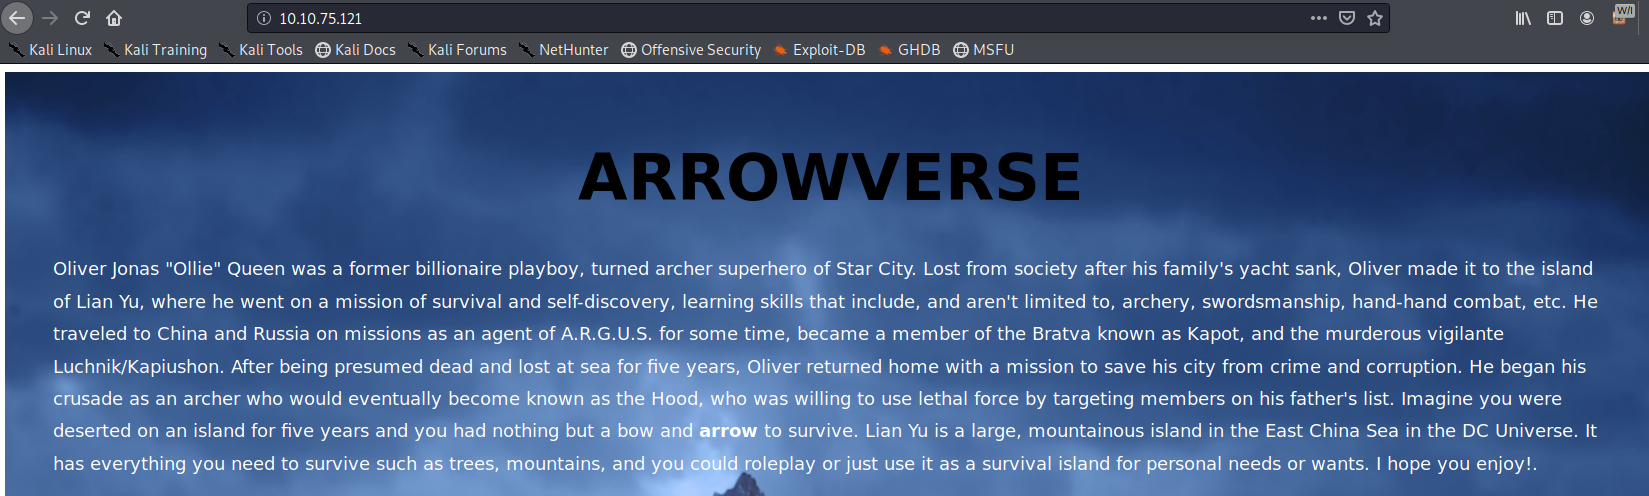 10.10.75.121
W/I
Kali Linux Kali Training Kali Tools Kali Docs Kali Forums NetHunter Offensive Security Exploit-DB GHDB MSFU
ARROWVERSE
Oliver Jonas "Ollie" Queen was a former billionaire playboy, turned archer superhero of Star City. Lost from society after his family's yacht sank, Oliver made it to the island
of Lian Yu, where he went on a mission of survival and self-discovery, learning skills that include, and aren't limited to, archery, swordsmanship, hand-hand combat, etc. He
traveled to China and Russia on missions as an agent of A.R.G.U.S. for some time, became a member of the Bratva known as Kapot, and the murderous vigilante
Luchnik/Kapiushon. After being presumed dead and lost at sea for five years, Oliver returned home with a mission to save his city from crime and corruption. He began his
crusade as an archer who would eventually become known as the Hood, who was willing to use lethal force by targeting members on his father's list. Imagine you were
deserted on an island for five years and you had nothing but a bow and arrow to survive. Lian Yu is a large, mountainous island in the East China Sea in the DC Universe. It
has everything you need to survive such as trees, mountains, and you could roleplay or just use it as a survival island for personal needs or wants. I hope you enjoy!.